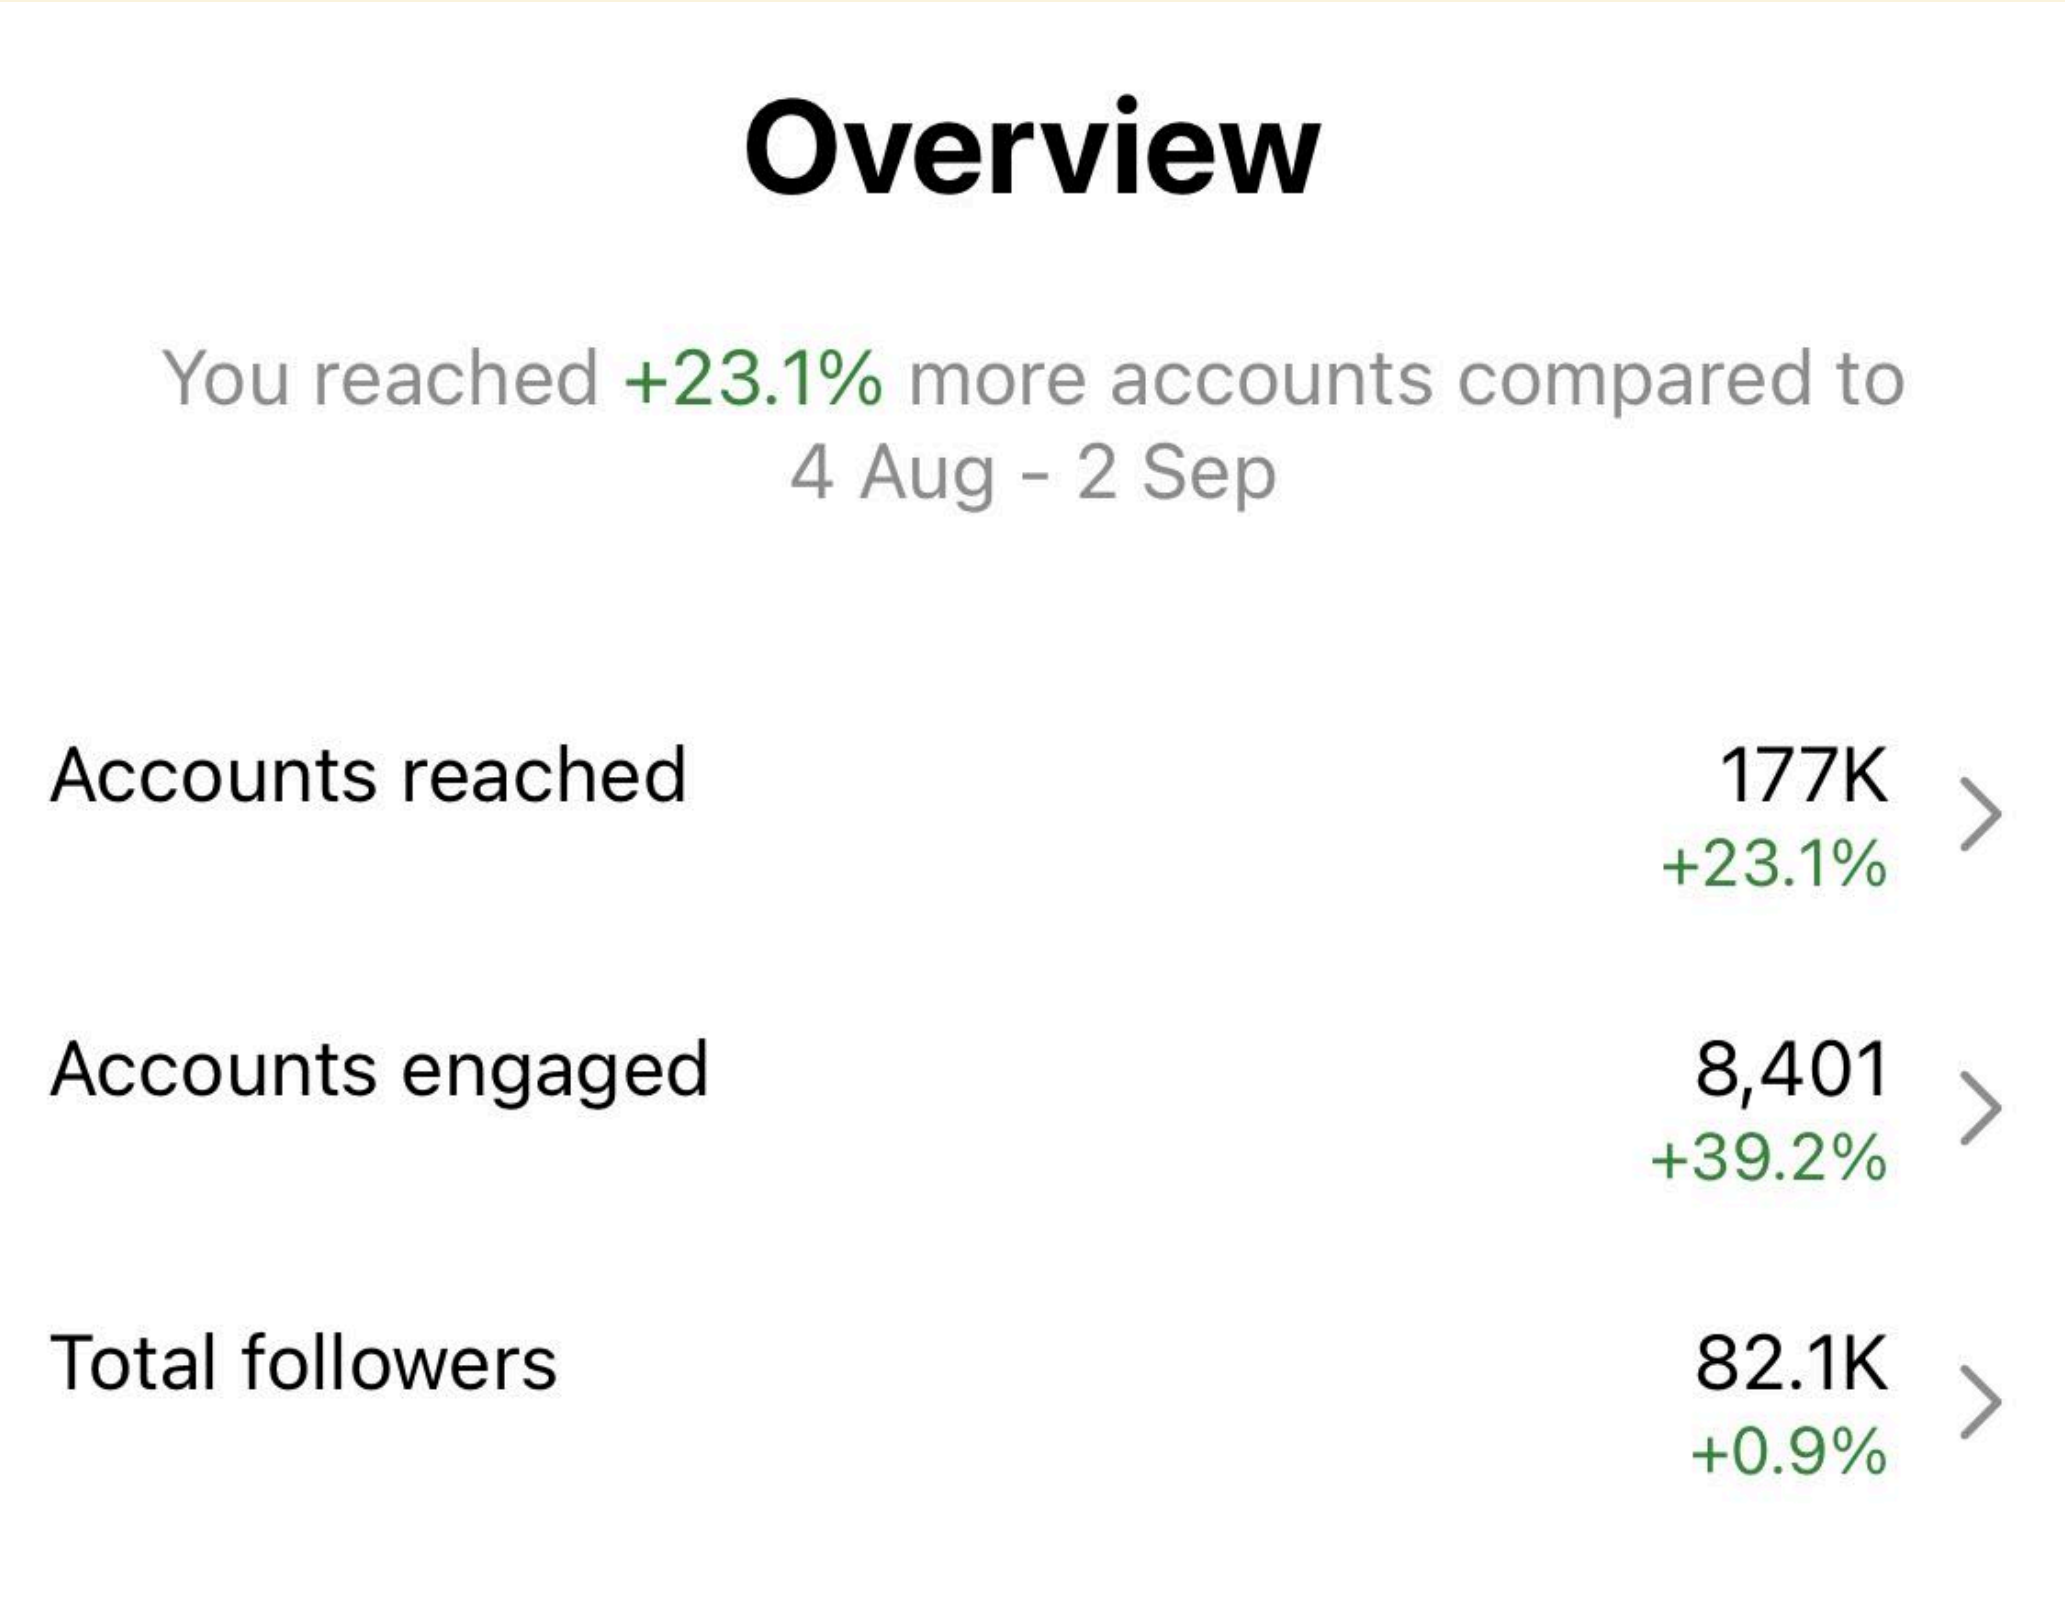 Overview
You reached +23.1% more accounts compared to
4 Aug - 2 Sep
Accounts reached
177K
+23.1%
Accounts engaged
8,401
+39.2%
Total followers
82.1K
+0.9%